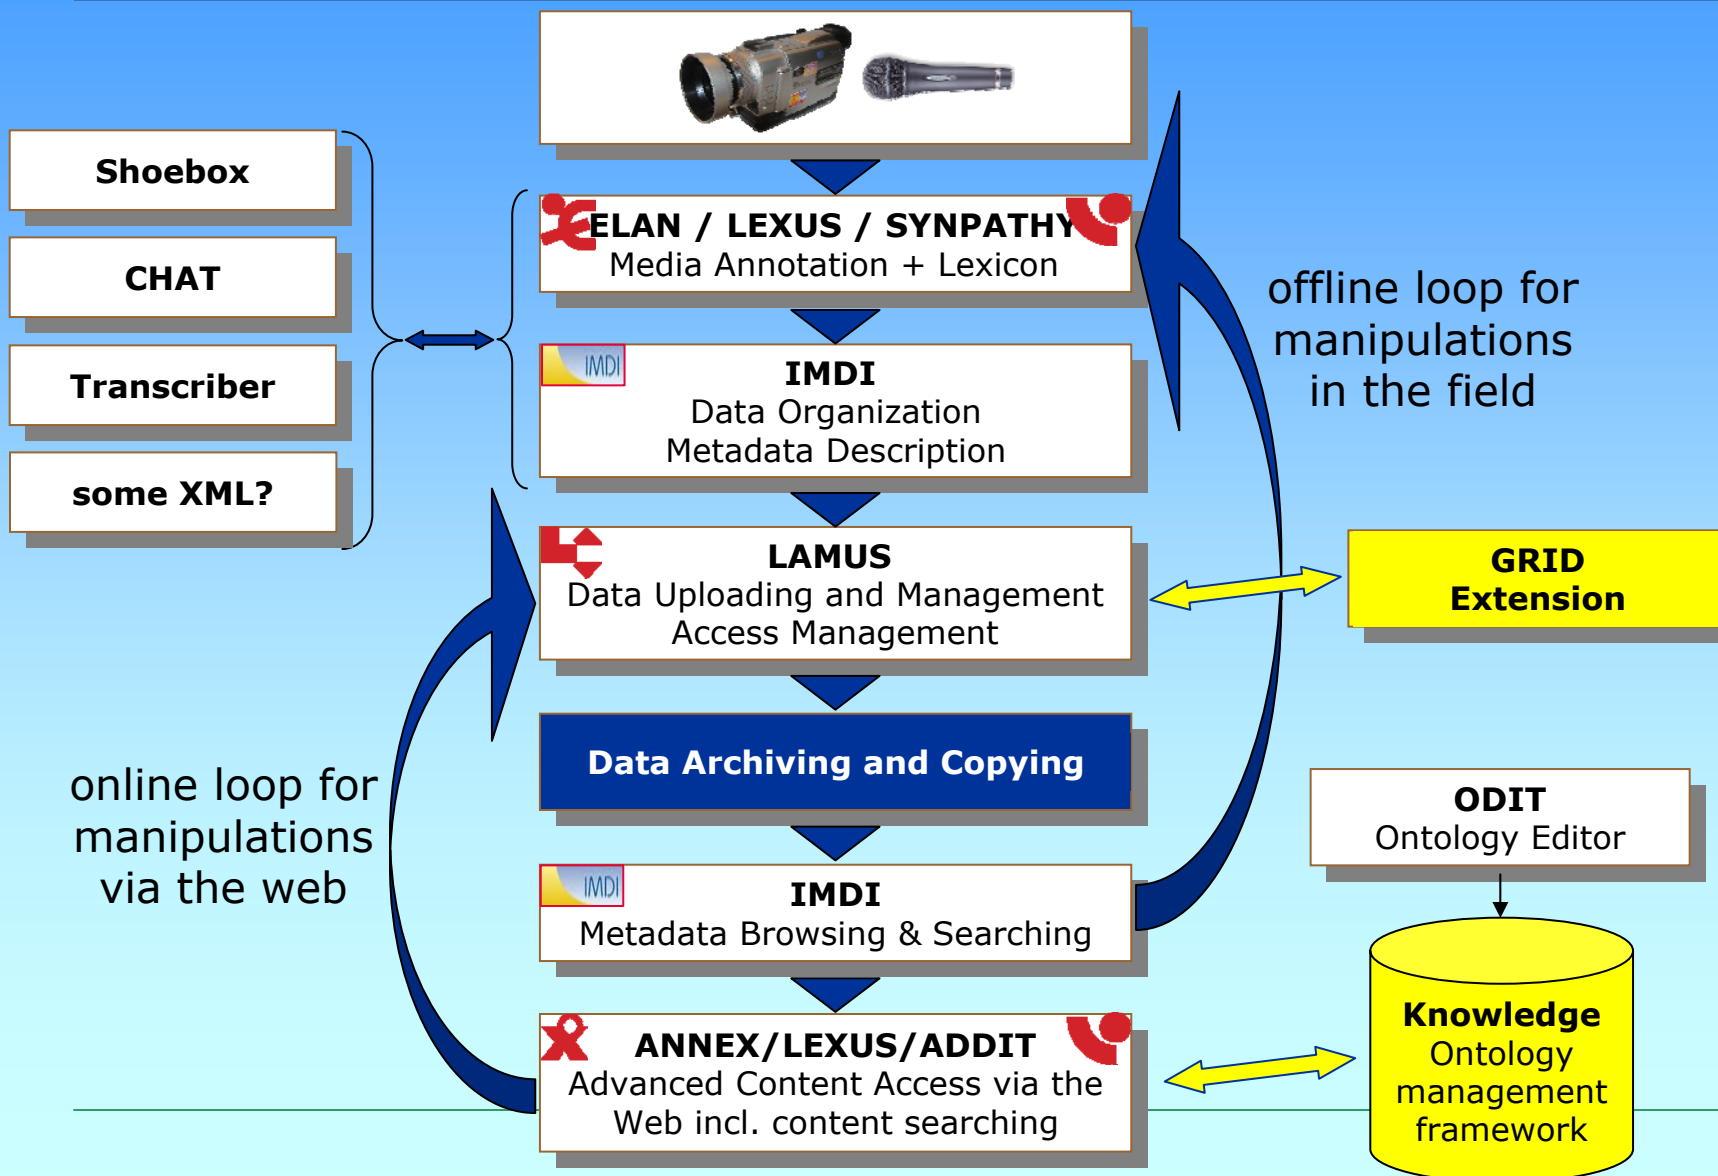 Shoebox
CHAT
Transcriber
some XML?
ELAN / LEXUS / SYNPATHY
Media Annotation + Lexicon
IMDI
IMDI
Data Organization
Metadata Description
LAMUS
Data Uploading and Management
Access Management
Data Archiving and Copying
IMDI
IMDI
Metadata Browsing & Searching
ANNEX/LEXUS/ADDIT
Advanced Content Access via the
Web incl. content searching
online loop for
manipulations
via the web
offline loop for
manipulations
in the field
GRID
Extension
ODIT
Ontology Editor
Knowledge
Ontology
management
framework